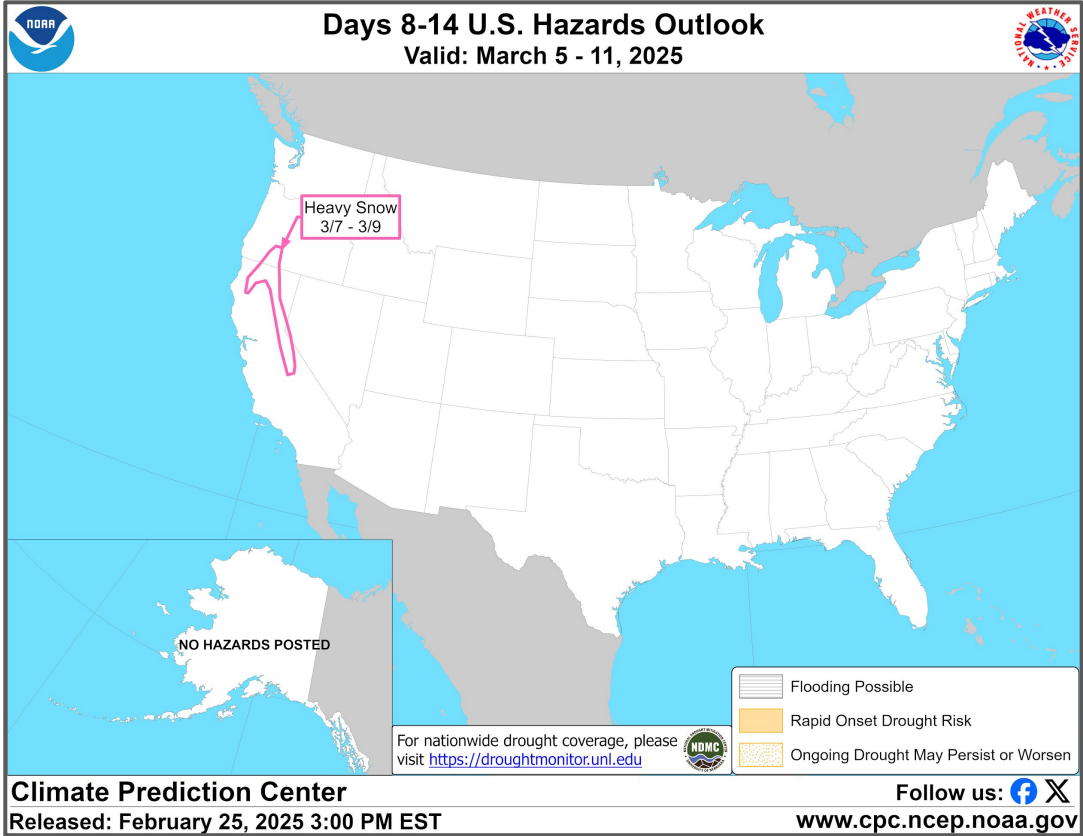 NOAA
Days 8-14 U.S. Hazards Outlook
Valid: March 5 - 11, 2025
NATIONAL WEATHER SERVICE
Heavy Snow
3/7 - 3/9
NO HAZARDS POSTED
Flooding Possible
Rapid Onset Drought Risk
Ongoing Drought May Persist or Worsen
For nationwide drought coverage, please
visit https://droughtmonitor.unl.edu
NDMC
Climate Prediction Center
Follow us:
Released: February 25, 2025 3:00 PM EST
www.cpc.ncep.noaa.gov